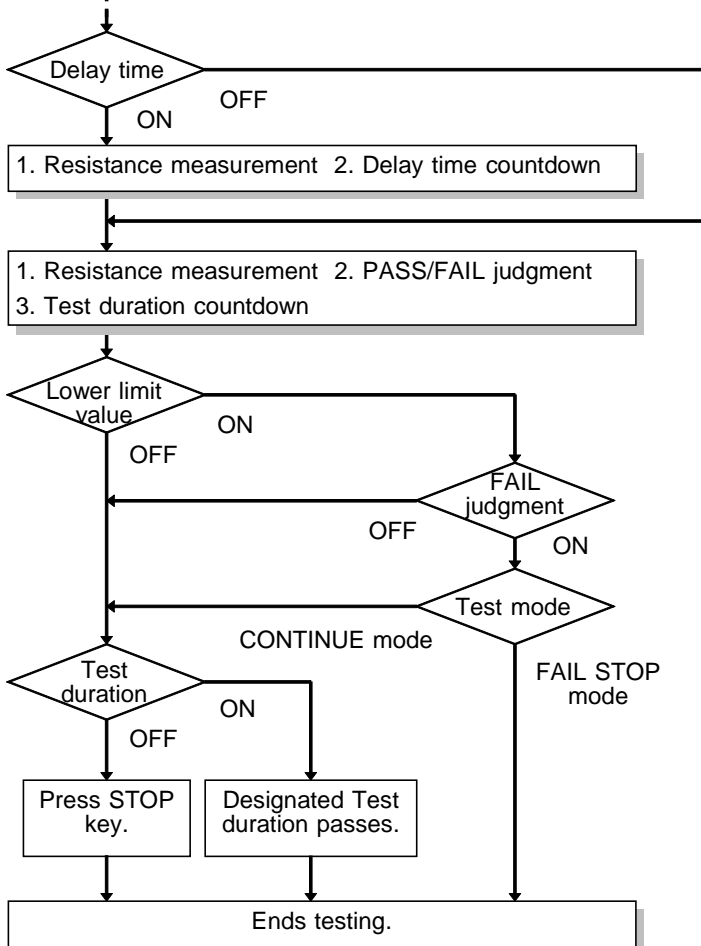 Delay time
OFF
ON
1. Resistance measurement 2. Delay time countdown
1. Resistance measurement 2. PASS/FAIL judgment
3. Test duration countdown
Lower limit
value
ON
OFF
FAIL
judgment
OFF
ON
Test mode
CONTINUE mode
FAIL STOP
mode
Test
duration
ON
OFF
Press STOP
key.
Designated Test
duration passes.
Ends testing.